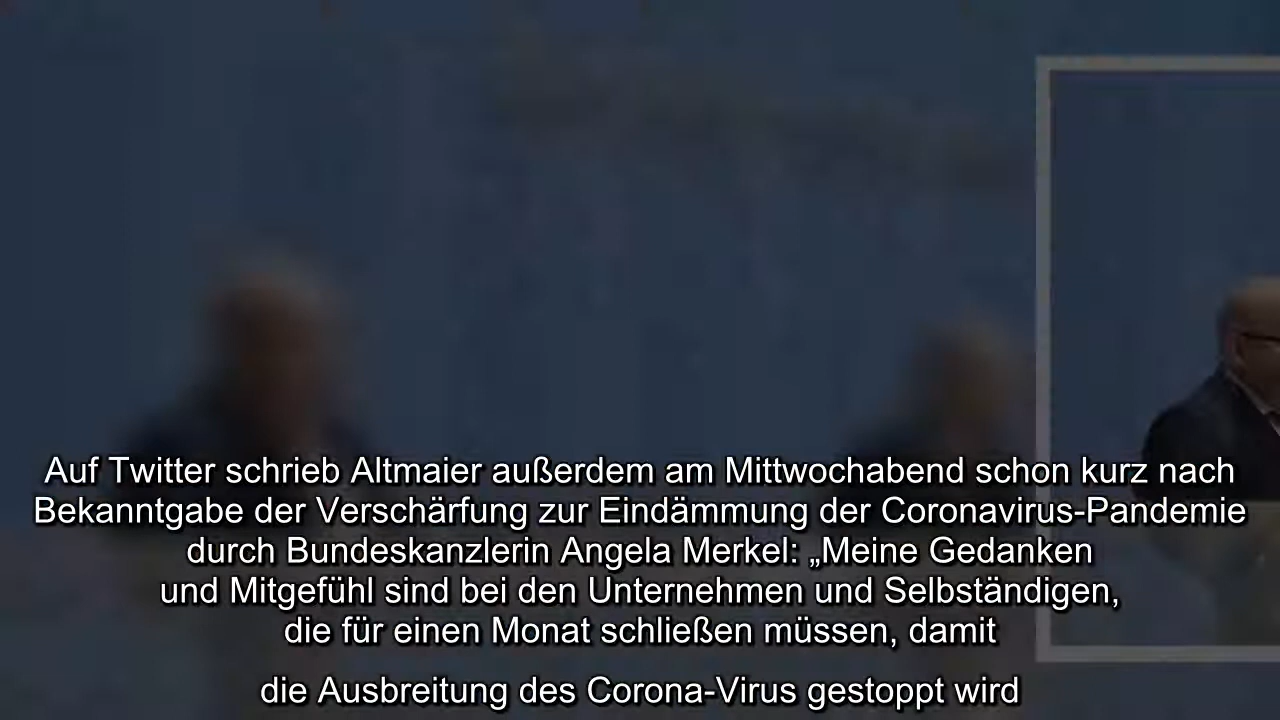 Auf Twitter schrieb Altmaier außerdem am Mittwochabend schon kurz nach
Bekanntgabe der Verschärfung zur Eindämmung der Coronavirus-Pandemie
durch Bundeskanzlerin Angela Merkel: „Meine Gedanken
und Mitgefühl sind bei den Unternehmen und Selbständigen,
die für einen Monat schließen müssen, damit
die Ausbreitung des Corona-Virus gestoppt wird